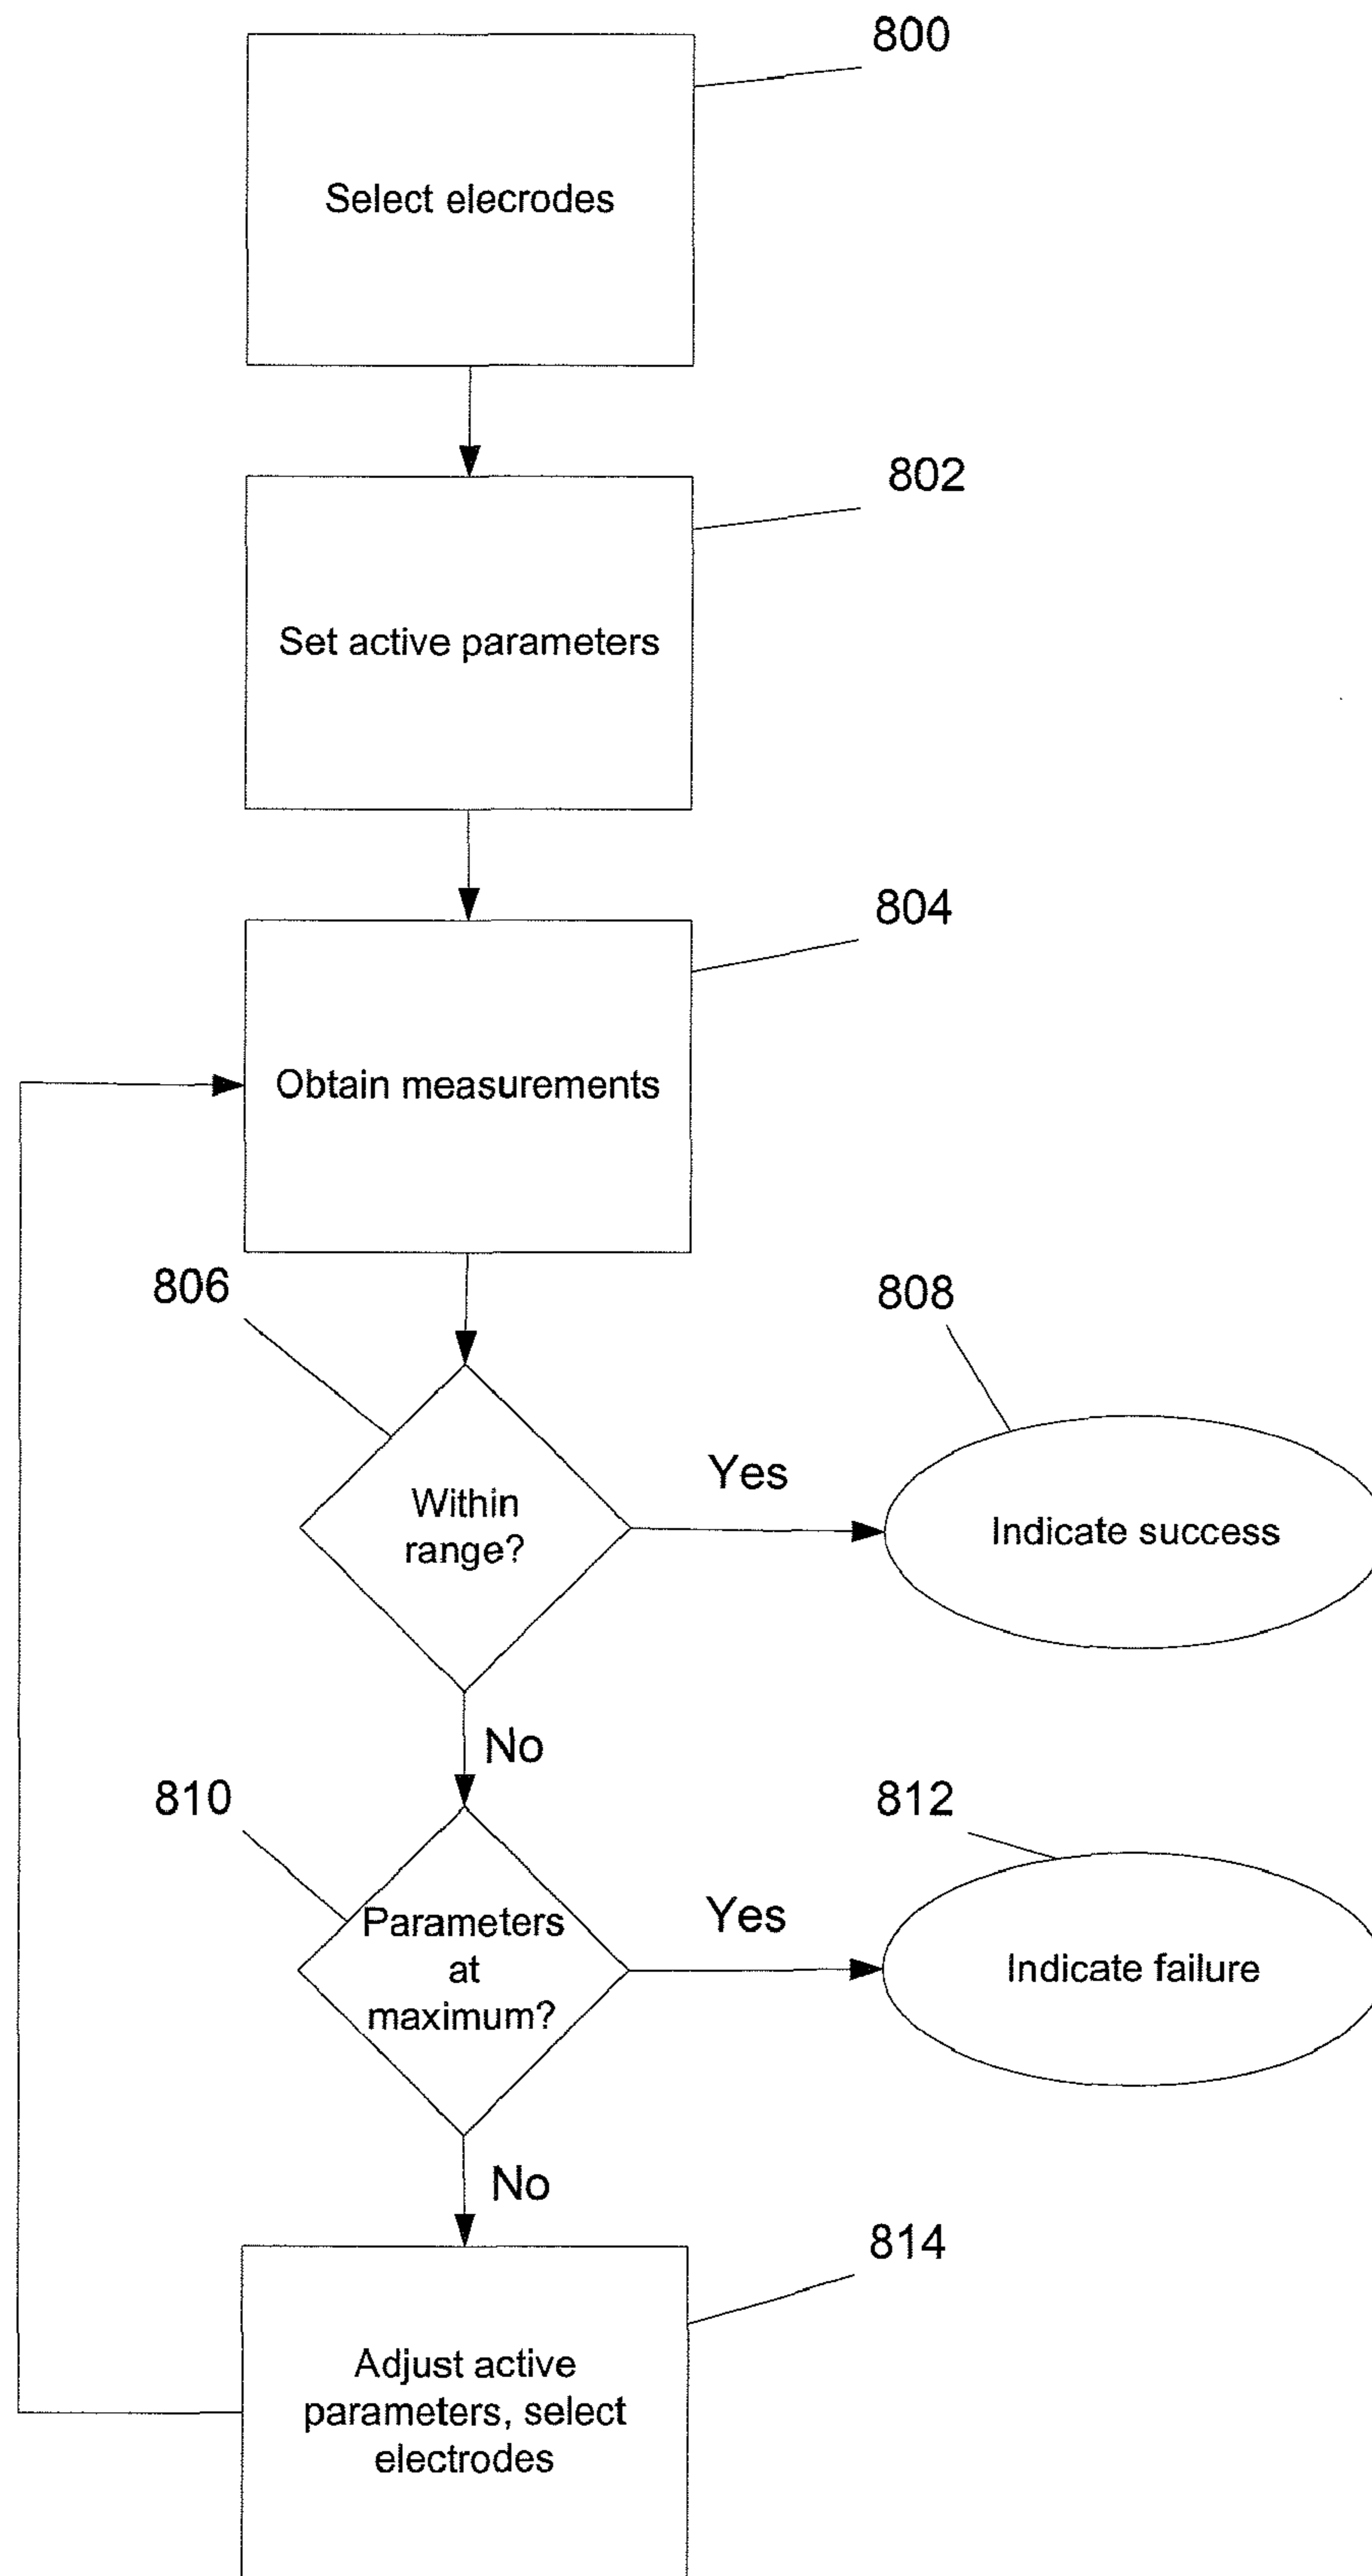 800
Select elecrodes
802
Set active parameters
804
Obtain measurements
806
808
Within
range?
Yes
Indicate success
No
810
812
Parameters
at
maximum?
Yes
Indicate failure
No
814
Adjust active
parameters, select
electrodes